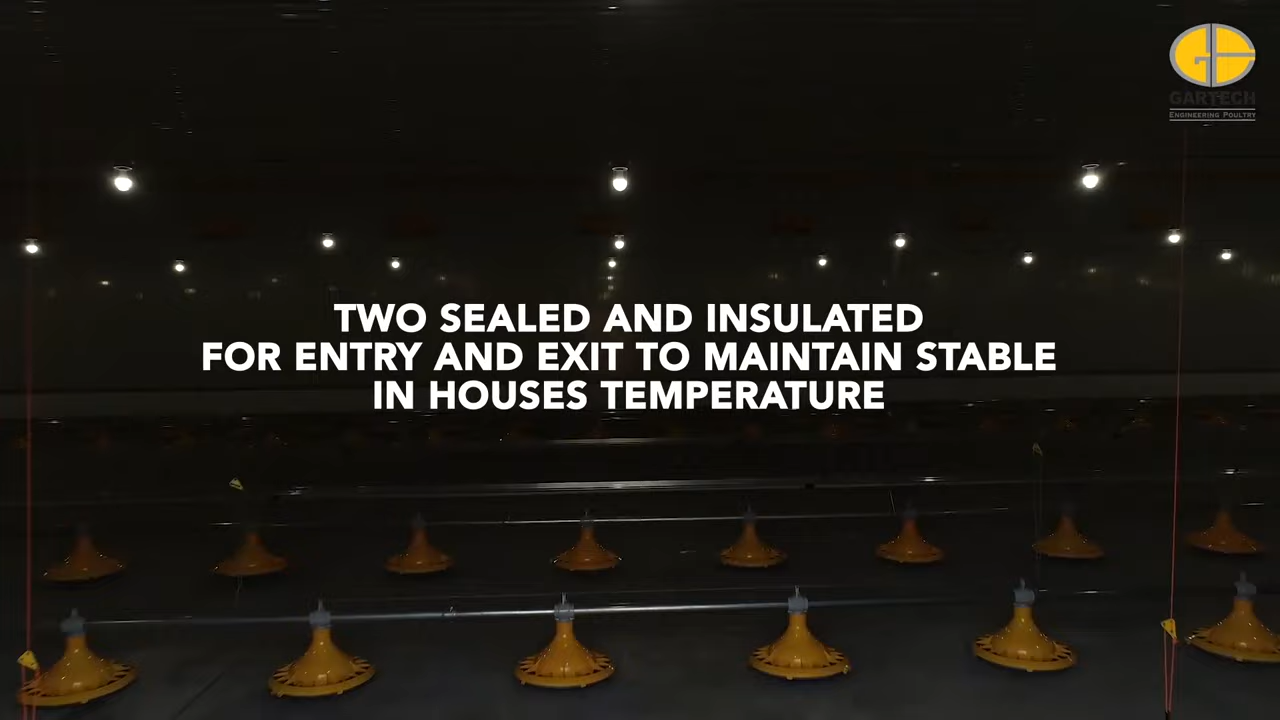 GARTECH
ENGINEERING POULTRY
TWO SEALED AND INSULATED
FOR ENTRY AND EXIT TO MAINTAIN STABLE
IN HOUSES TEMPERATURE